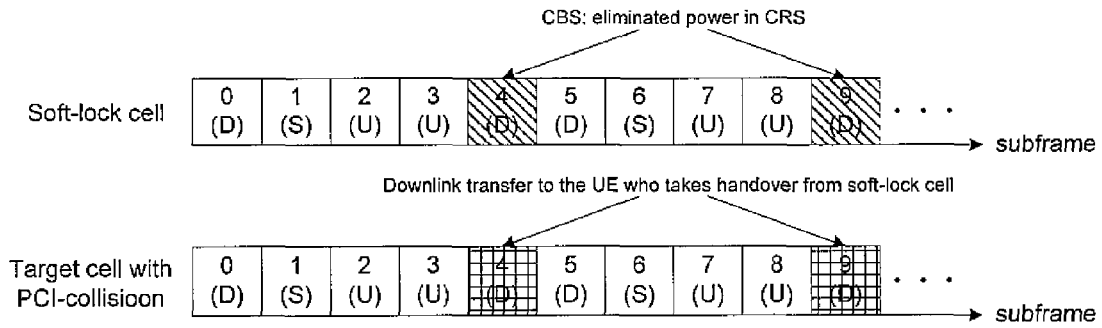 CBS: eliminated power in CRS
0 1 2 3 4 5 6 7 8 9
Soft-lock cell
(D) (S) (U) (U) (D) (D) (S) (U) (U) (D)
. . .
subframe
Downlink transfer to the UE who takes handover from soft-lock cell
0 1 2 3 4 5 6 7 8 9
Target cell with
PCI-collisioon
(D) (S) (U) (U) (D) (D) (S) (U) (U) (D)
. . .
subframe